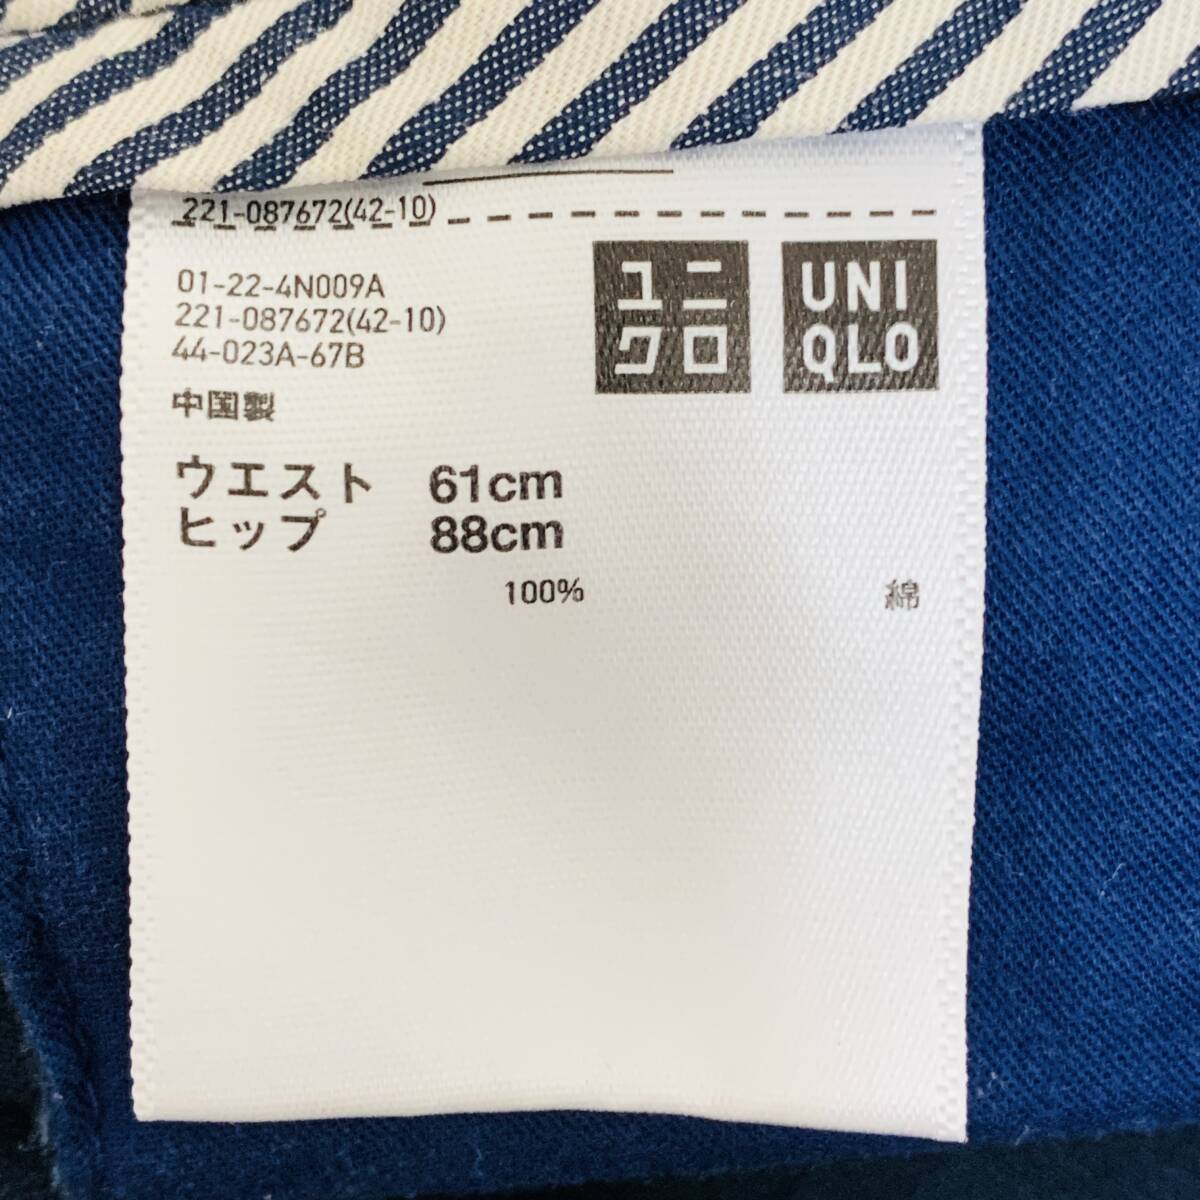 221-087672(42-10)
ユニ
クロ
UNI
QLO
01-22-4N009A
221-087672(42-10)
44-023A-67B
中国製
ウエスト 61cm
ヒップ 88cm
100% 綿